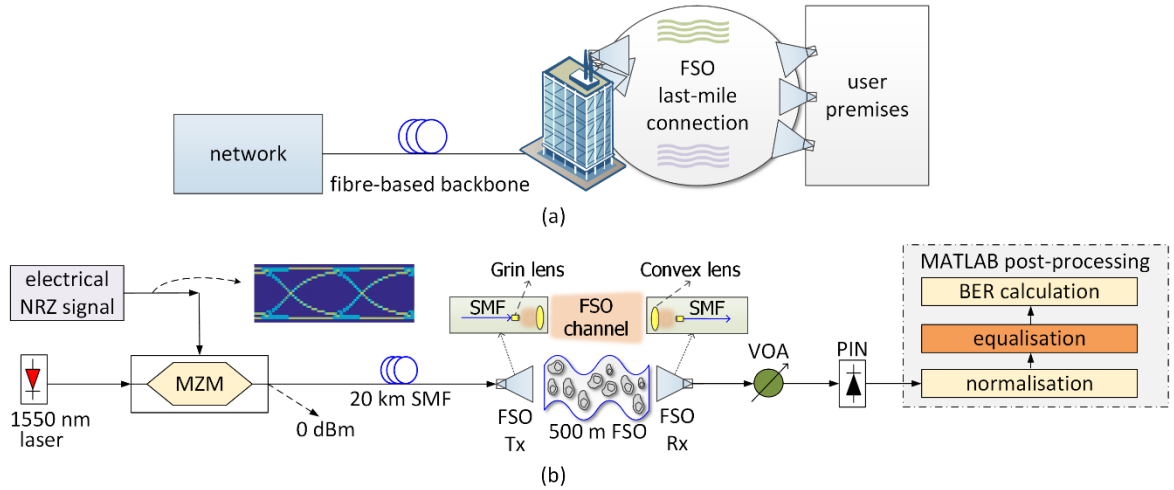 network
fibre-based backbone
FSO
last-mile
connection
user
premises
(a)
electrical
NRZ signal
1550 nm
laser
MZM
0 dBm
20 km SMF
Grin lens
SMF
FSO
channel
Convex lens
SMF
FSO
Tx
500 m FSO
FSO
Rx
VOA
PIN
MATLAB post-processing
BER calculation
equalisation
normalisation
(b)